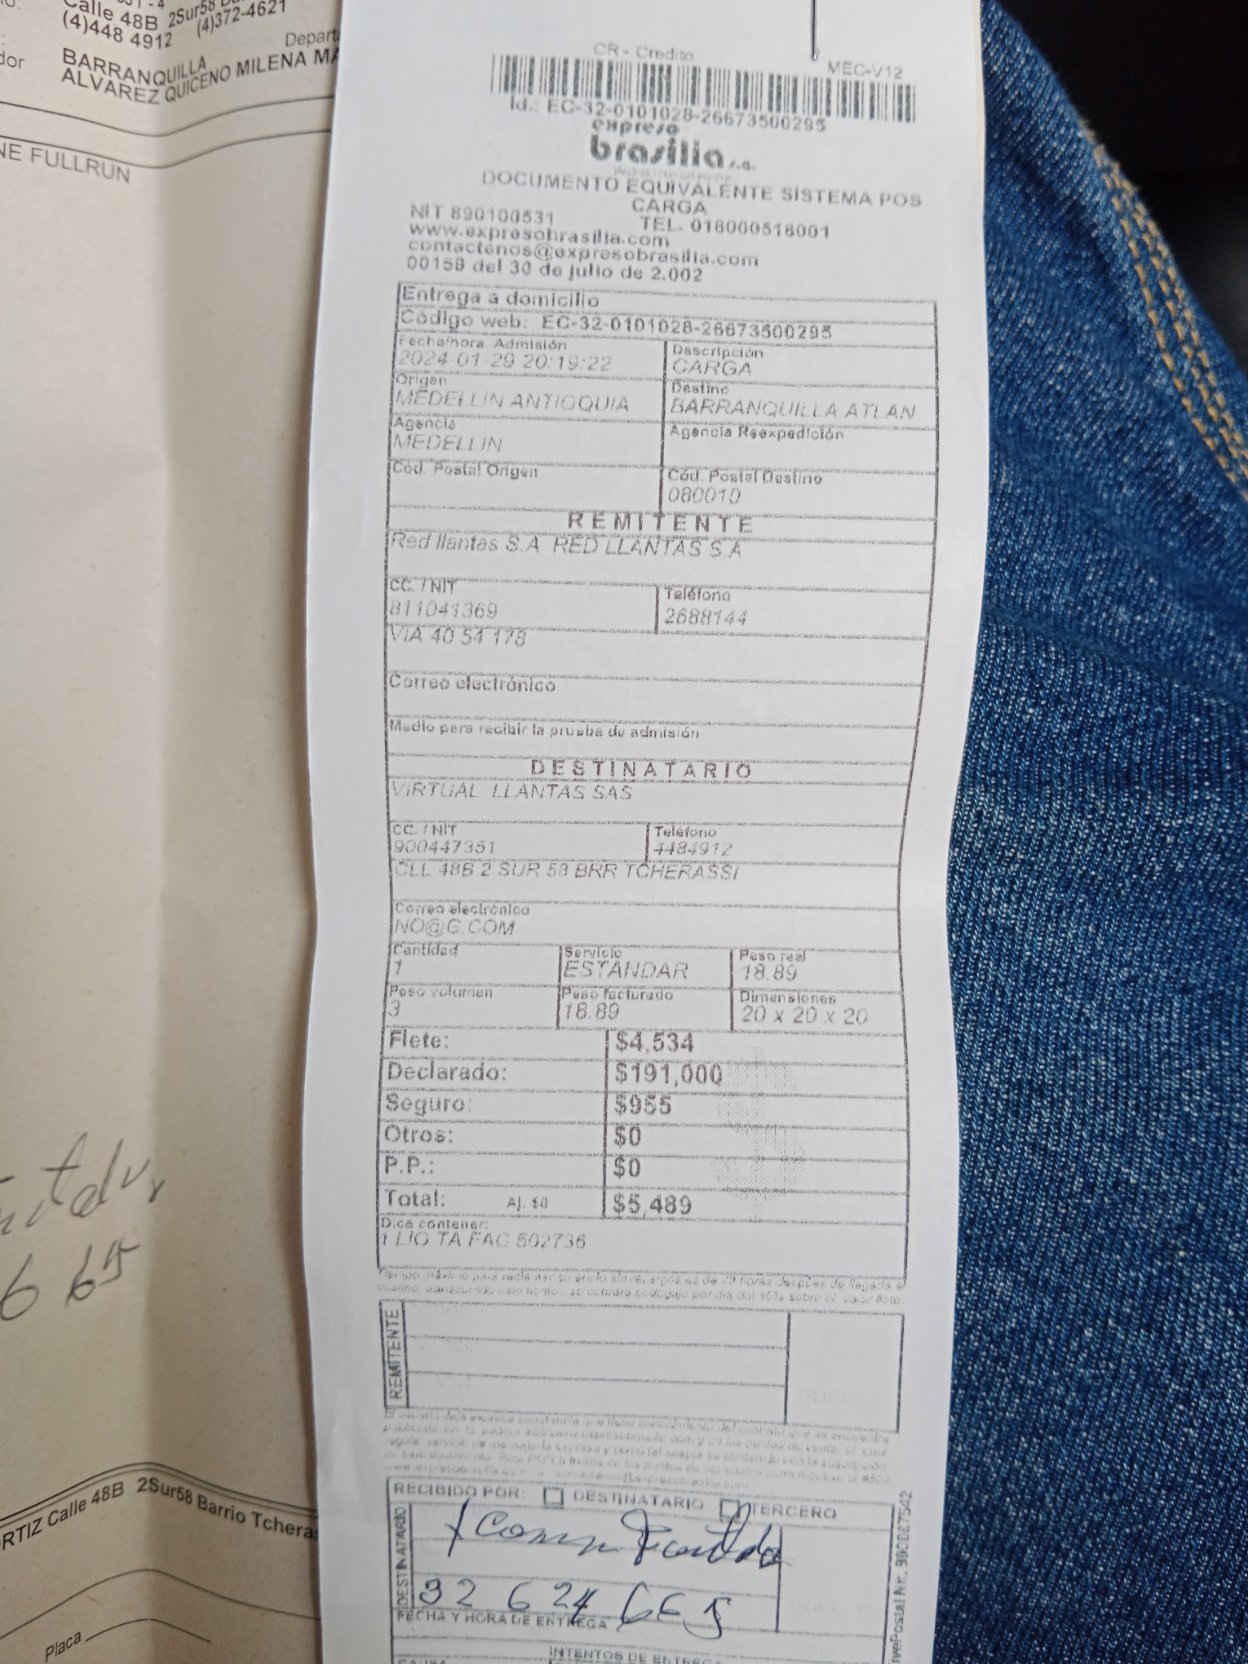 Calle 48B 2Sur58
(4)448 4912 (4)372-4621
Depart
dor BARRANQUILLA
ALVAREZ QUICENO MILENA MA
NE FULLRUN
665
RTIZ Calle 48B 2Sur58 Barrio Tcheras
Placa
CR - Credito
MEC-V12
Id.: EC-32-0101028-26673500295
expreso
brasilia s.a.
DOCUMENTO EQUIVALENTE SISTEMA POS
CARGA
NIT 890100531 TEL. 018000518001
www.expresobrasilia.com
contactenos@expresobrasilia.com
00159 del 30 de julio de 2.002
Entrega a domicilio
Código web: EC-32-0101028-26673500295
Fecha/hora. Admisión Descripción
2024-01-29 20:19:22 CARGA
Origen Destino
MEDELLIN ANTIOQUIA BARRANQUILLA ATLAN
Agencia Agencia Reexpedición
MEDELLIN
Cód. Postal Origen Cód. Postal Destino
080010
REMITENTE
Red llantas S.A RED LLANTAS S.A
CC. / NIT Teléfono
811041369 2688144
VIA 40 54 178
Correo electrónico
Medio para recibir la prueba de admisión
DESTINATARIO
VIRTUAL LLANTAS SAS
CC. / NIT Teléfono
900447351 4484912
CLL 48B 2 SUR 58 BRR TCHERASSI
Correo electrónico
NO@G.COM
Cantidad Servicio Peso real
1 ESTANDAR 18.89
Peso volumen Peso facturado Dimensiones
3 18.89 20 x 20 x 20
Flete: $4,534
Declarado: $191,000
Seguro: $955
Otros: $0
P.P.: $0
Total: Aj. $0 $5,489
Dice contener:
1 LIO TA FAC 502736
REMITENTE
RECIBIDO POR: DESTINATARIO TERCERO
DESTINATARIO
32 624 665
FECHA Y HORA DE ENTREGA
INTENTOS DE ENTREGA
CAUSA